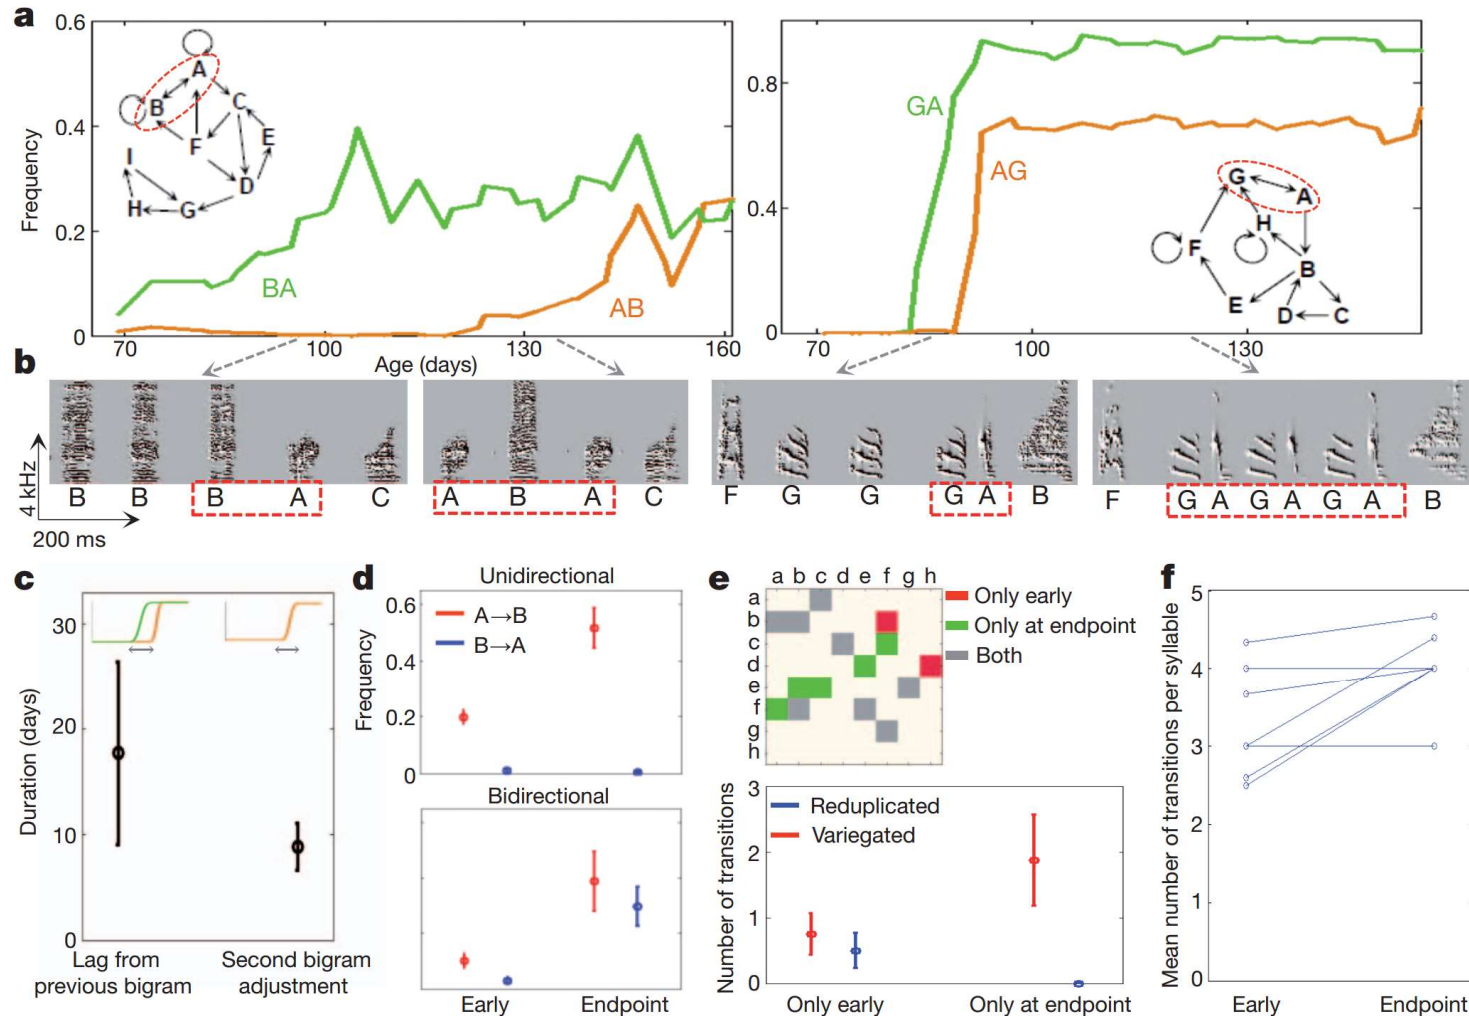 a
0.6
0.4
0.2
0
Frequency
A
B
C
E
F
I
D
H
G
BA
AB
70
100
130
160
Age (days)
0.8
0.4
0
GA
AG
G
A
H
F
B
E
D
C
70
100
130
b
4 kHz
200 ms
B B B A C
A B A C
F G G G A B
F G A G A G A B
c
30
20
10
0
Duration (days)
Lag from
previous bigram
Second bigram
adjustment
d
Unidirectional
0.6
0.4
0.2
0
Frequency
A→B
B→A
Bidirectional
Early
Endpoint
e
a b c d e f g h
a
b
c
d
e
f
g
h
Only early
Only at endpoint
Both
3
2
1
0
Number of transitions
Reduplicated
Variegated
Only early
Only at endpoint
f
5
4
3
2
1
0
Mean number of transitions per syllable
Early
Endpoint